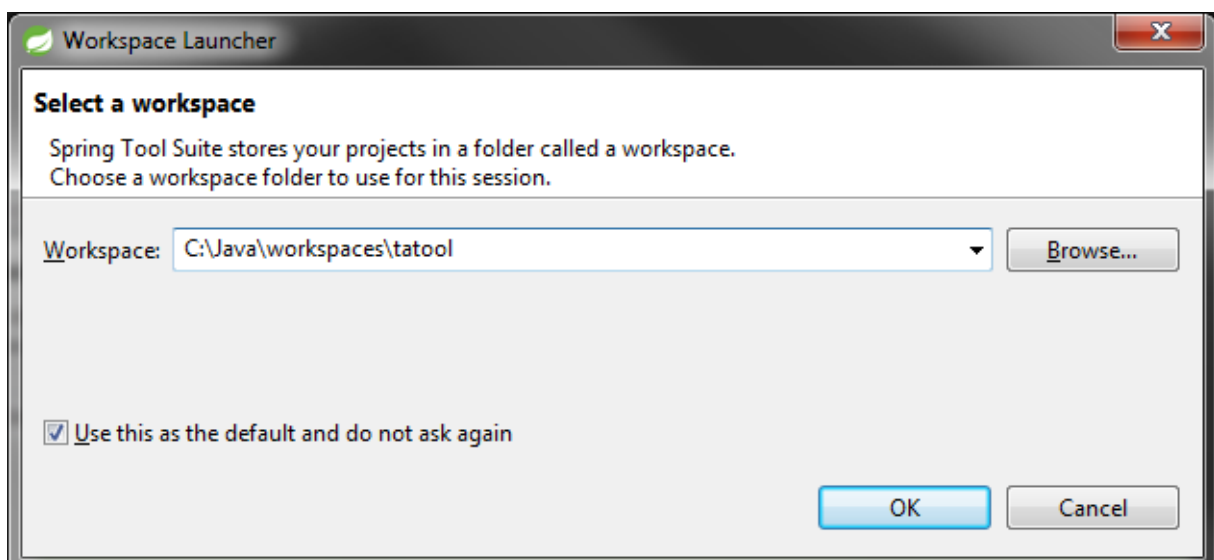 Workspace Launcher
Select a workspace
Spring Tool Suite stores your projects in a folder called a workspace.
Choose a workspace folder to use for this session.
Workspace: C:\Java\workspaces\tatool Browse...
Use this as the default and do not ask again
OK Cancel